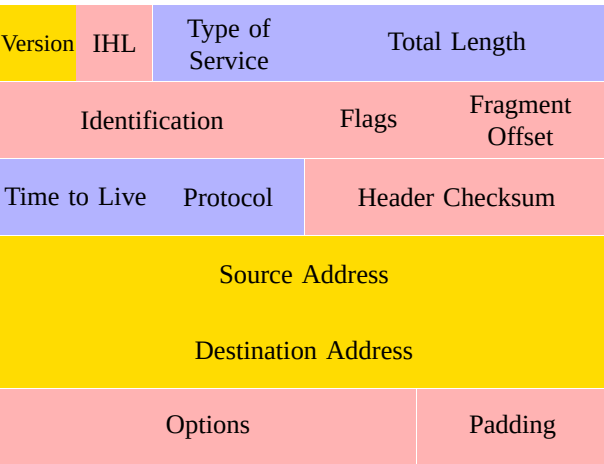 Version
IHL
Type of
Service
Total Length
Identification
Flags
Fragment
Offset
Time to Live
Protocol
Header Checksum
Source Address
Destination Address
Options
Padding